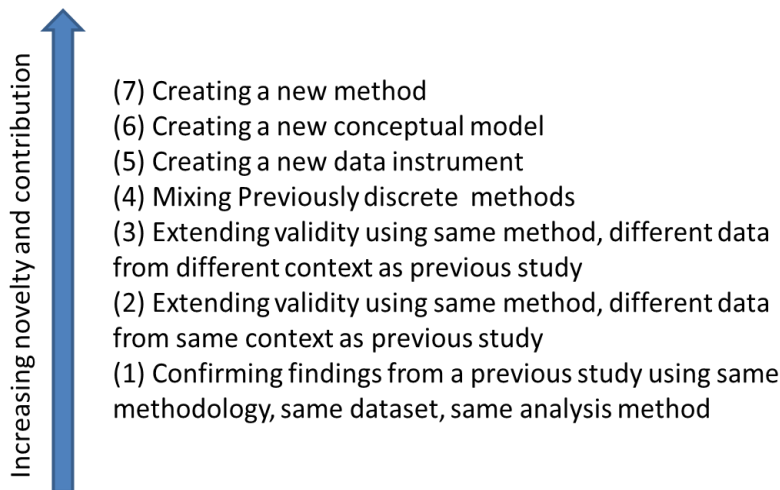 Increasing novelty and contribution
(7) Creating a new method
(6) Creating a new conceptual model
(5) Creating a new data instrument
(4) Mixing Previously discrete methods
(3) Extending validity using same method, different data
from different context as previous study
(2) Extending validity using same method, different data
from same context as previous study
(1) Confirming findings from a previous study using same
methodology, same dataset, same analysis method